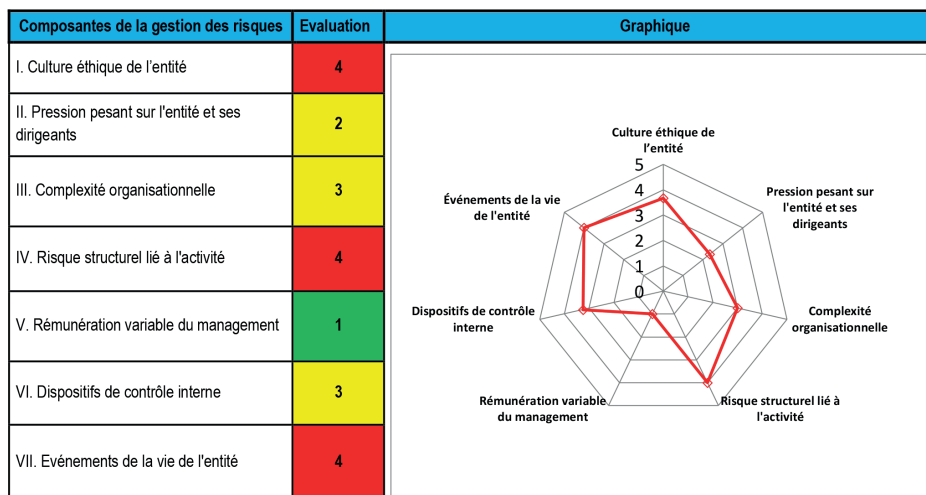 Composantes de la gestion des risques
Evaluation
Graphique
I. Culture éthique de l'entité
4
II. Pression pesant sur l'entité et ses
dirigeants
2
III. Complexité organisationnelle
3
IV. Risque structurel lié à l'activité
4
V. Rémunération variable du management
1
VI. Dispositifs de contrôle interne
3
VII. Evénements de la vie de l'entité
4
Culture éthique de
l'entité
5
4
3
2
1
0
Pression pesant sur
l'entité et ses
dirigeants
Complexité
organisationnelle
Risque structurel lié à
l'activité
Rémunération variable
du management
Dispositifs de contrôle
interne
Événements de la vie
de l'entité